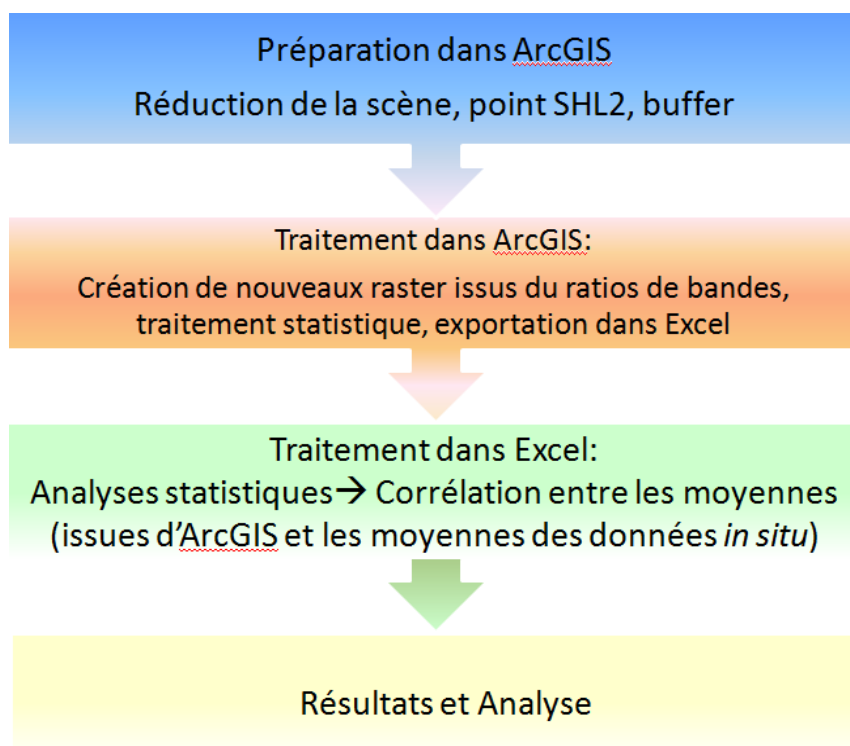 Préparation dans ArcGIS
Réduction de la scène, point SHL2, buffer
Traitement dans ArcGIS:
Création de nouveaux raster issus du ratios de bandes,
traitement statistique, exportation dans Excel
Traitement dans Excel:
Analyses statistiques→ Corrélation entre les moyennes
(issues d’ArcGIS et les moyennes des données in situ)
Résultats et Analyse